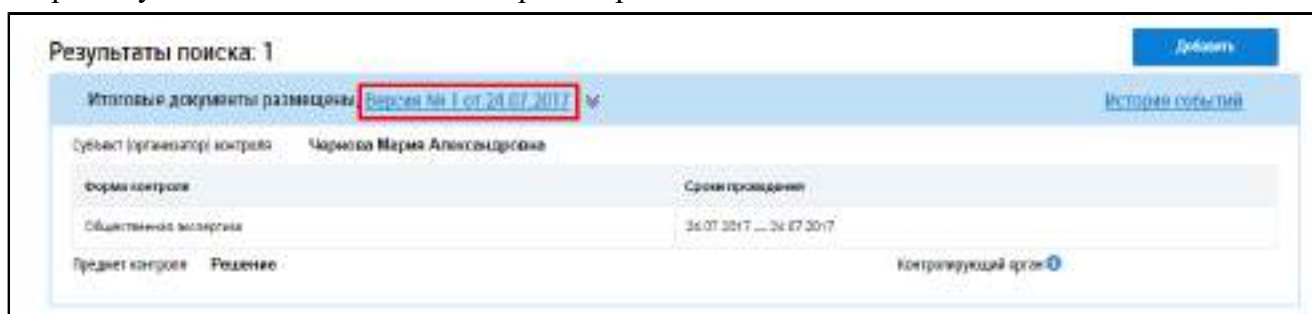 Результаты поиска: 1
Добавить
Итоговые документы размещены, Версия № 1 от 24.07.2017
История событий
Субъект (организатор) контроля Чернова Мария Александровна
Форма контроля
Сроки проведения
Общественная экспертиза
24.07.2017 — 24.07.2017
Предмет контроля Решение
Контролирующий орган